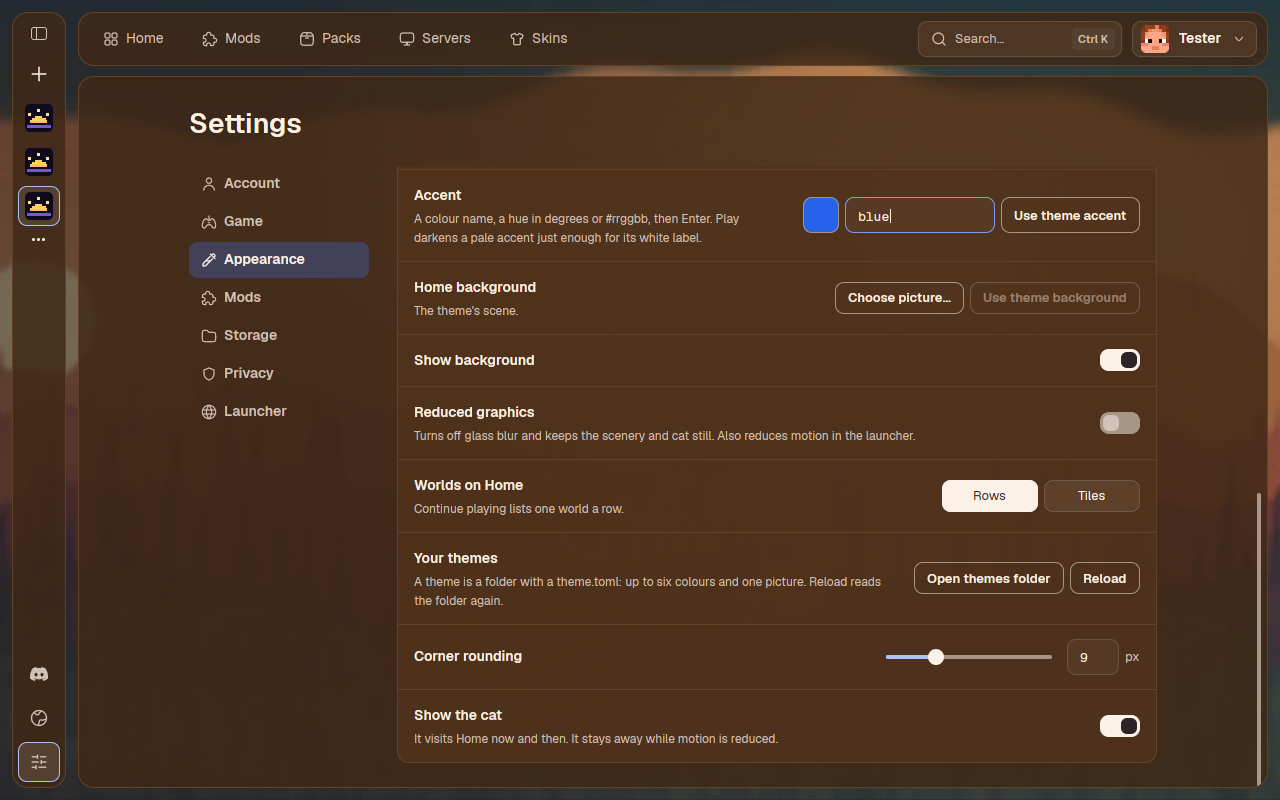 Home
Mods
Packs
Servers
Skins
Search...
Ctrl K
Tester
Settings
Account
Game
Appearance
Mods
Storage
Privacy
Launcher
Accent
A colour name, a hue in degrees or #rrggbb, then Enter. Play
darkens a pale accent just enough for its white label.
blue
Use theme accent
Home background
The theme's scene.
Choose picture...
Use theme background
Show background
Reduced graphics
Turns off glass blur and keeps the scenery and cat still. Also reduces motion in the launcher.
Worlds on Home
Continue playing lists one world a row.
Rows
Tiles
Your themes
A theme is a folder with a theme.toml: up to six colours and one picture. Reload reads
the folder again.
Open themes folder
Reload
Corner rounding
9
px
Show the cat
It visits Home now and then. It stays away while motion is reduced.